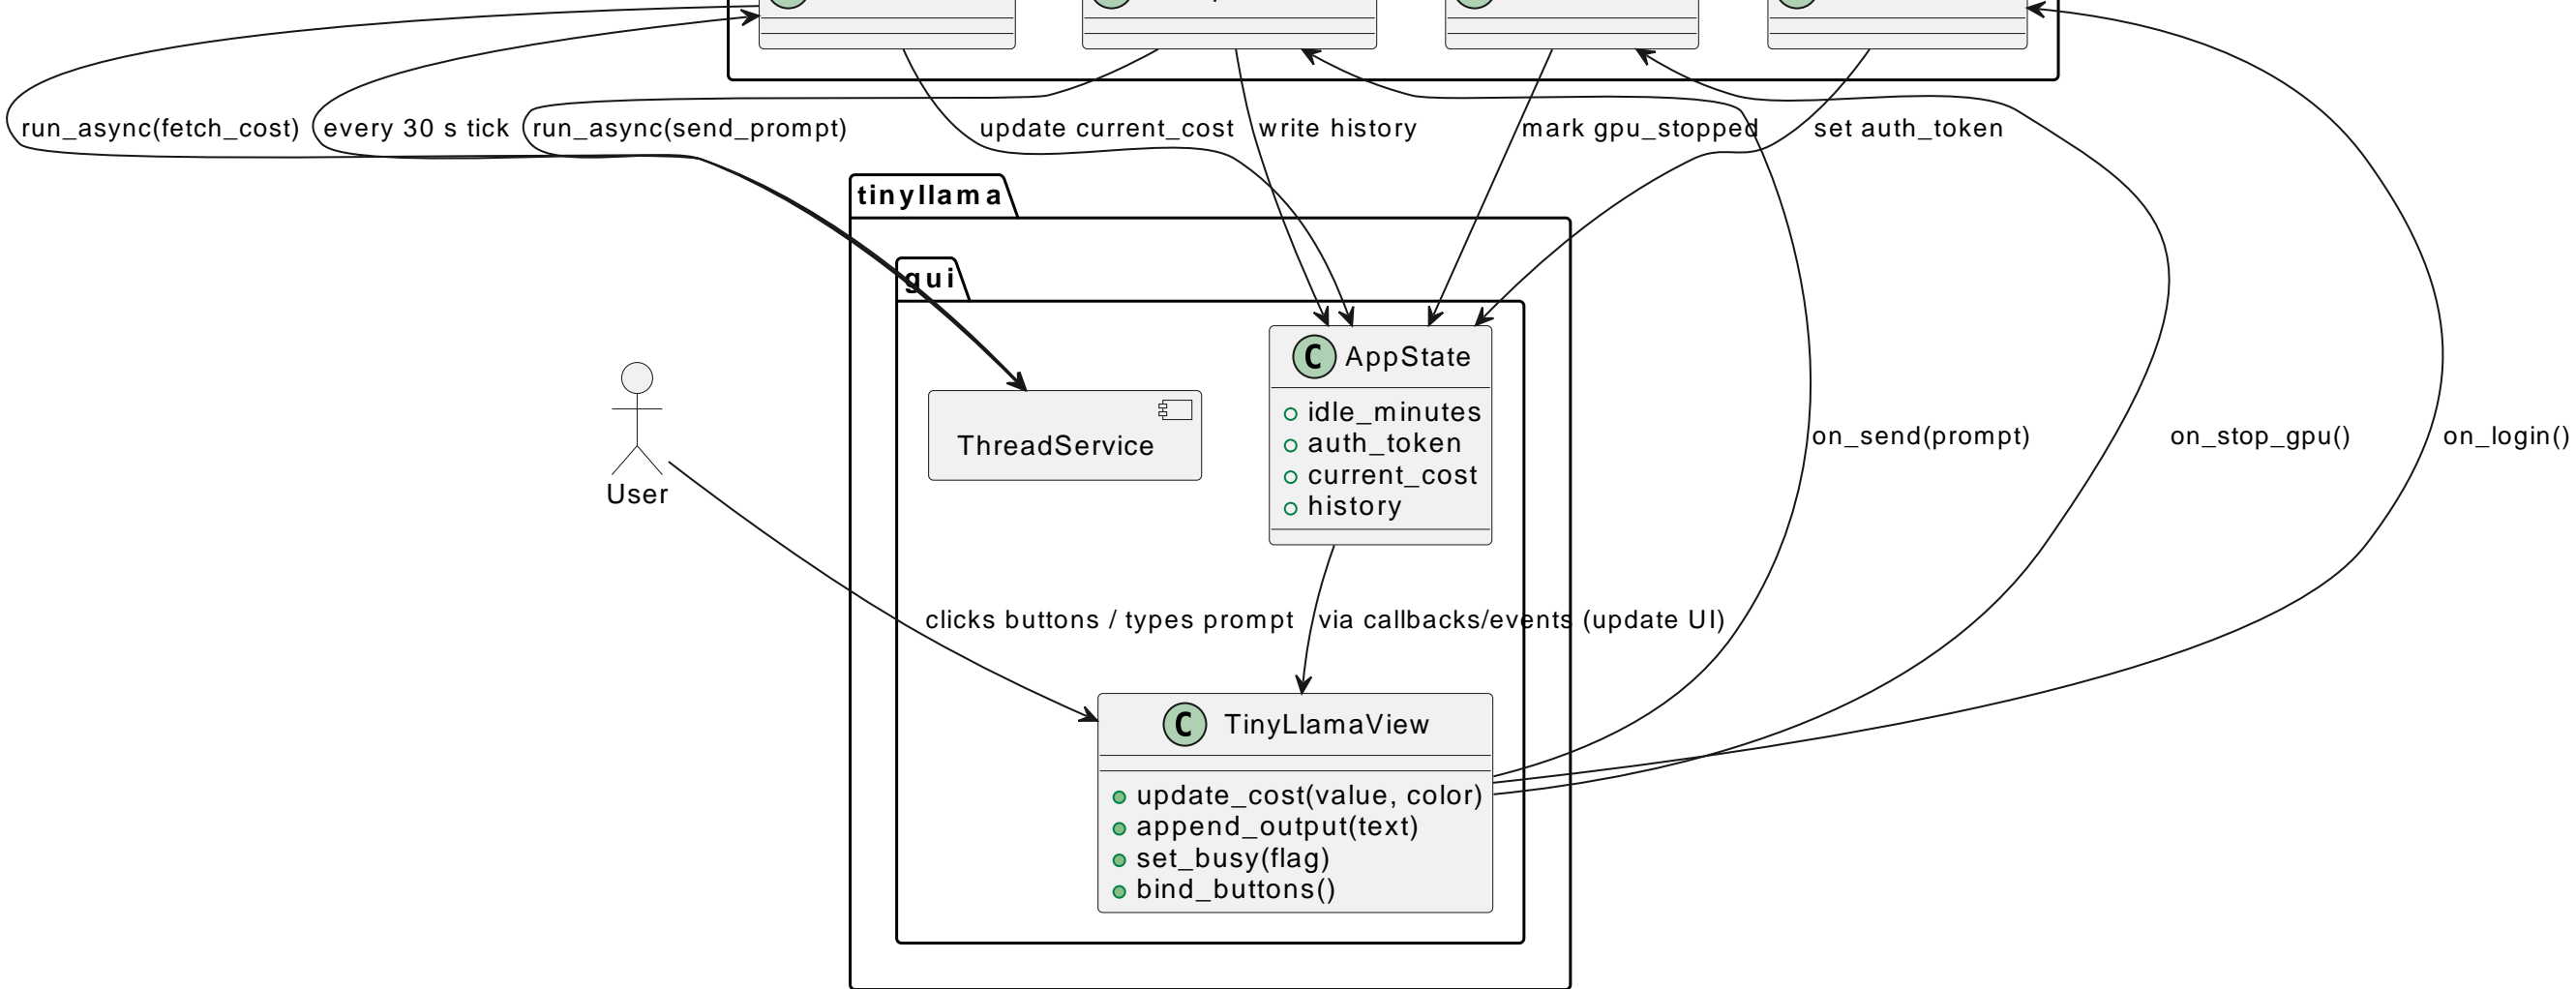 run_async(fetch_cost)
every 30 s tick
run_async(send_prompt)
update current_cost
write history
mark gpu_stopped
set auth_token
tinyllama
gui
C AppState
idle_minutes
auth_token
current_cost
history
ThreadService
User
on_send(prompt)
on_stop_gpu()
on_login()
clicks buttons / types prompt
via callbacks/events (update UI)
C TinyLlamaView
update_cost(value, color)
append_output(text)
set_busy(flag)
bind_buttons()